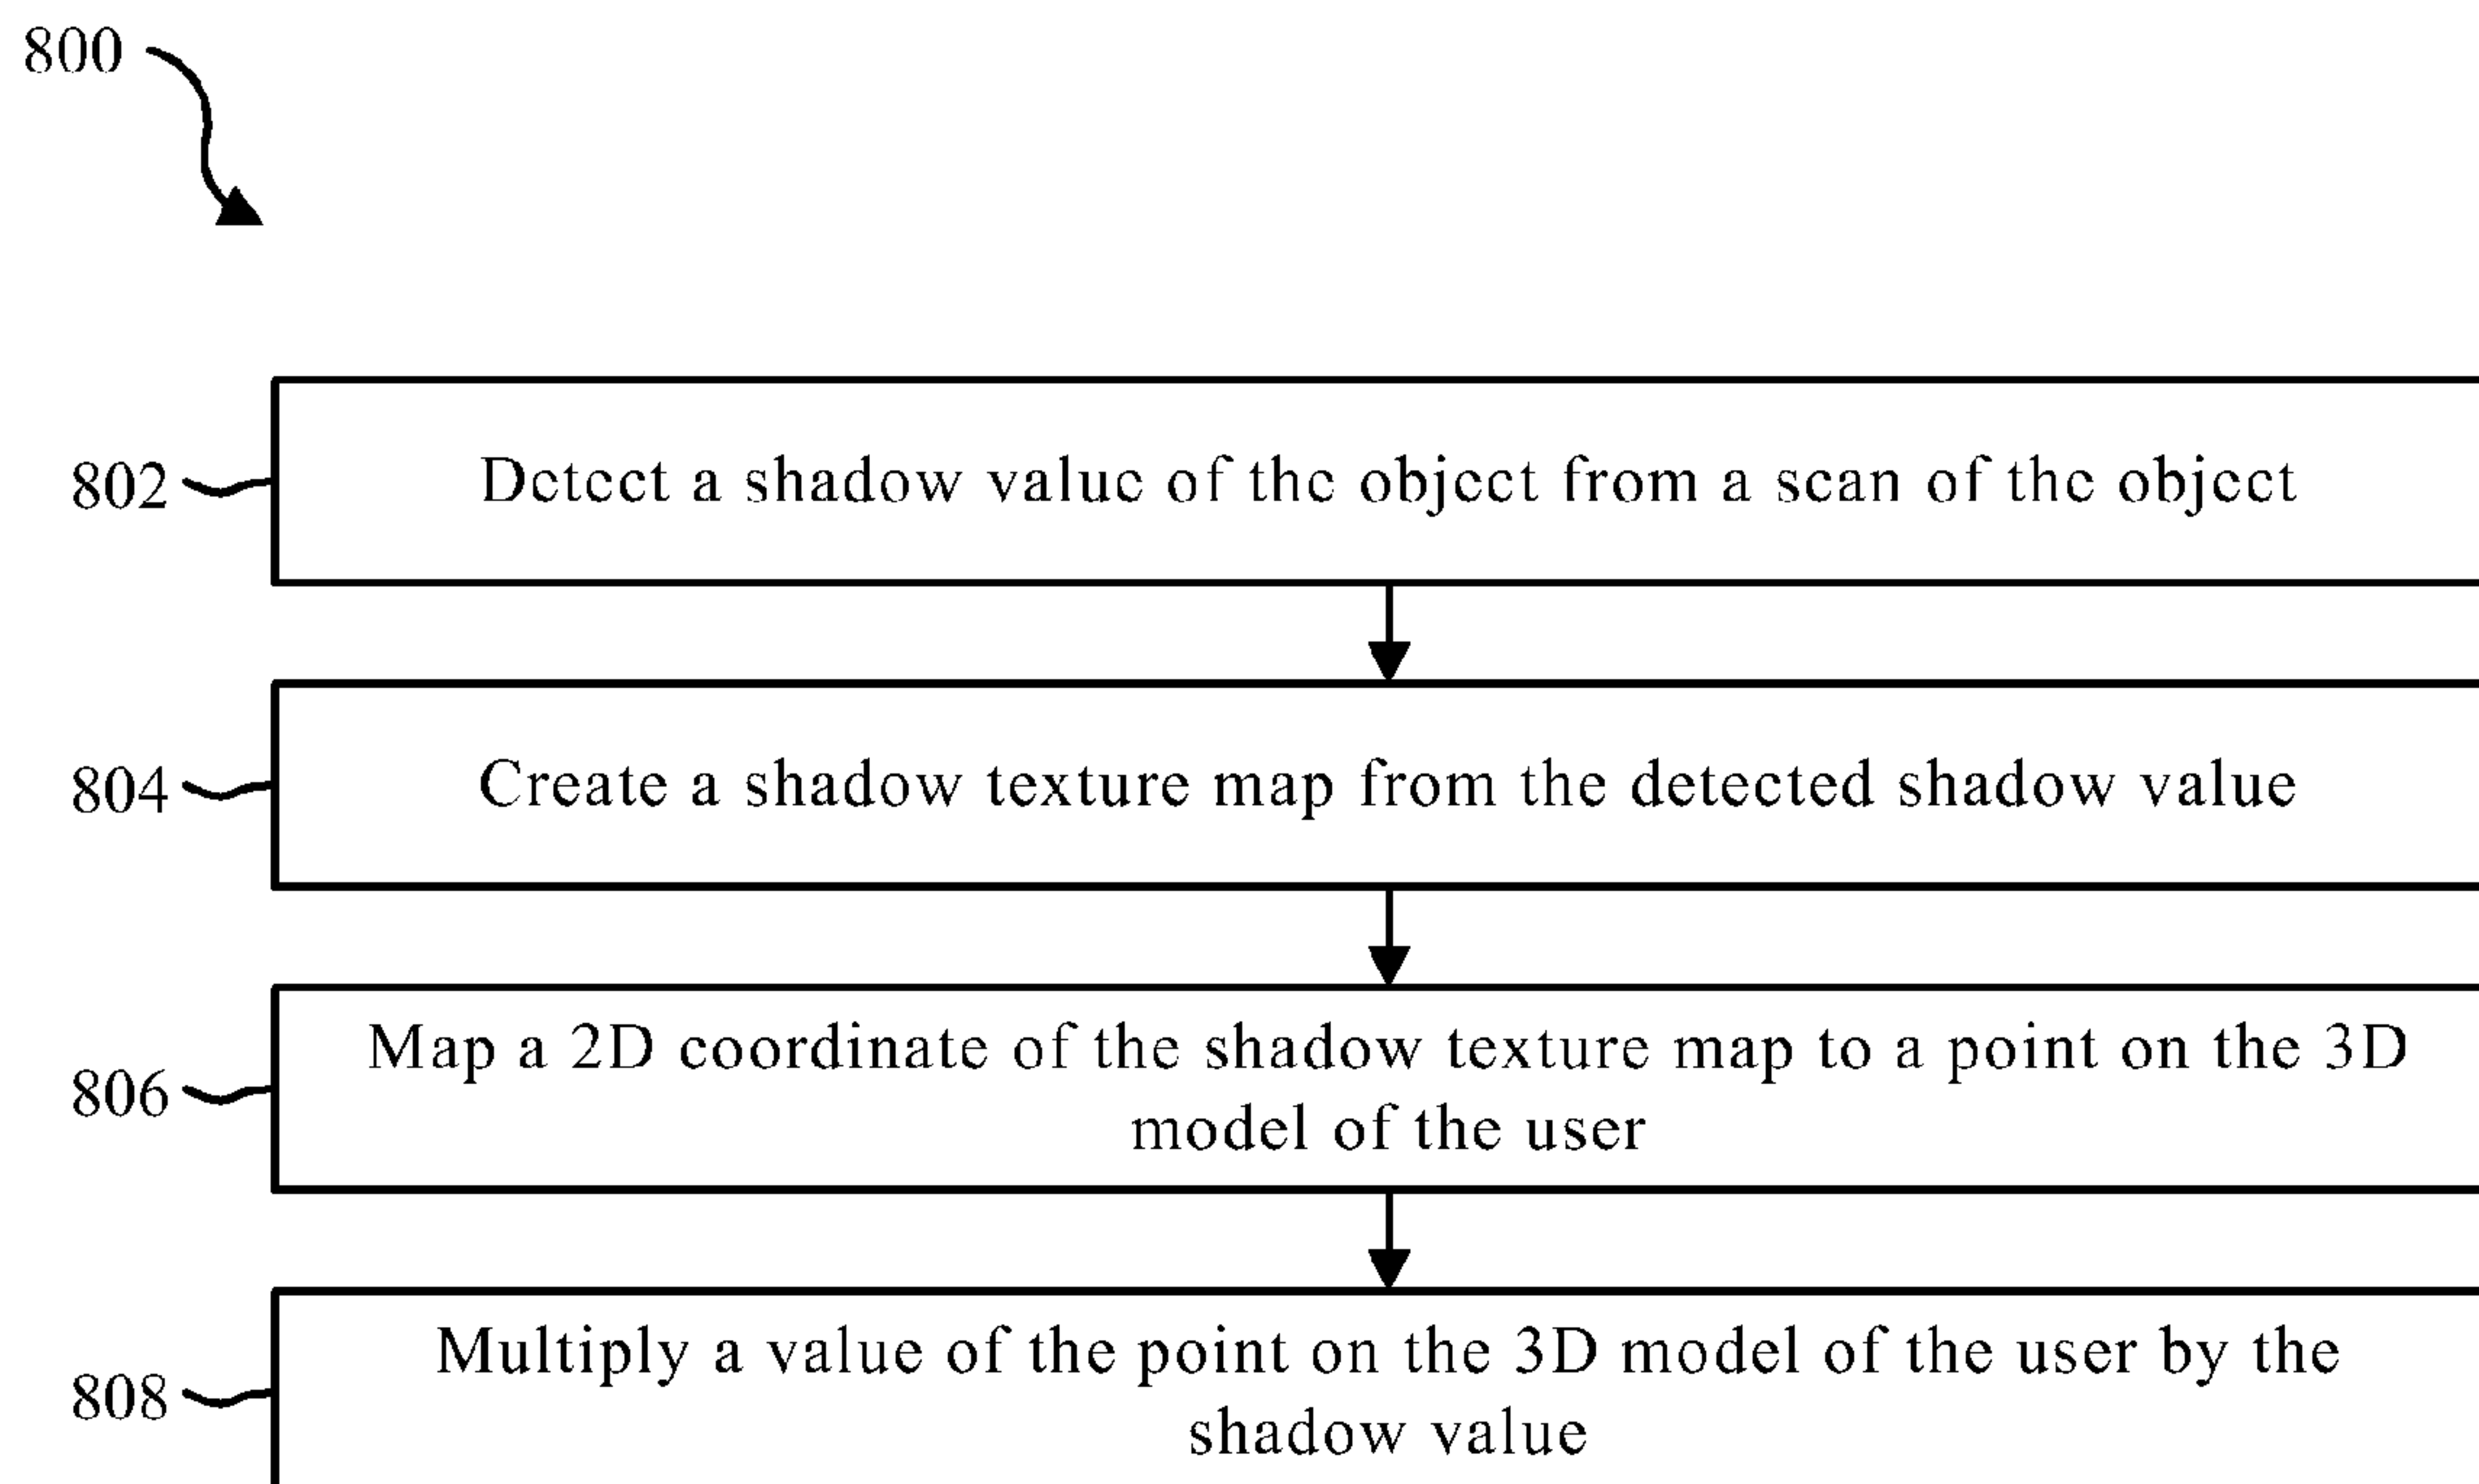 800
802
Detect a shadow value of the object from a scan of the object
804
Create a shadow texture map from the detected shadow value
806
Map a 2D coordinate of the shadow texture map to a point on the 3D
model of the user
808
Multiply a value of the point on the 3D model of the user by the
shadow value